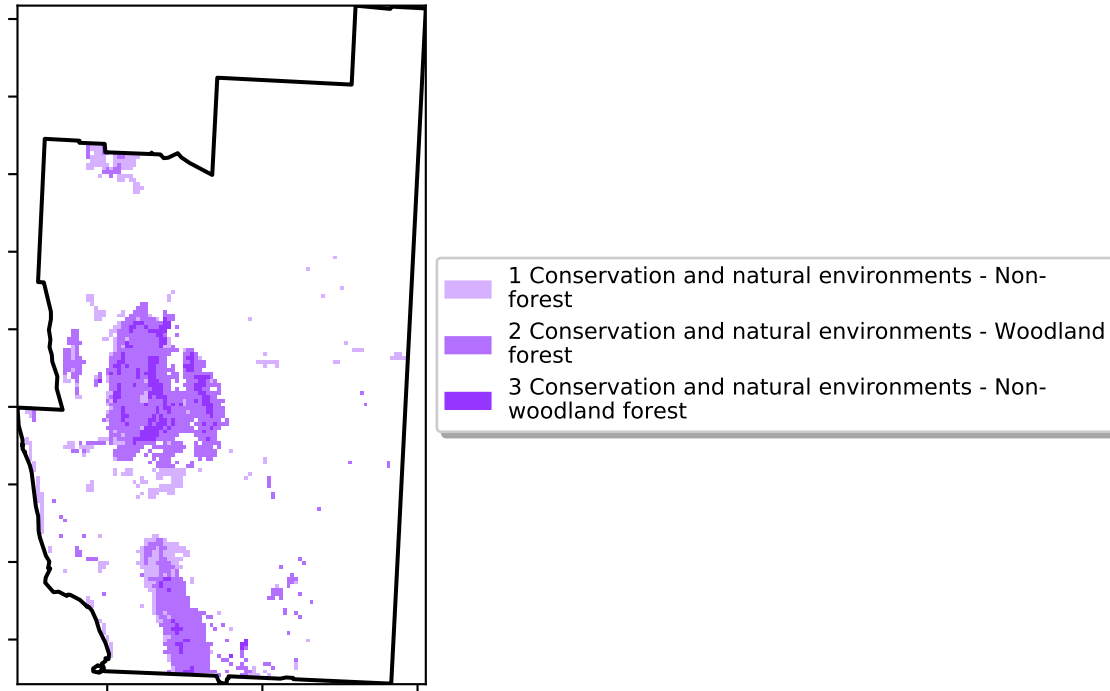 1 Conservation and natural environments - Non-
forest
2 Conservation and natural environments - Woodland
forest
3 Conservation and natural environments - Non-
woodland forest